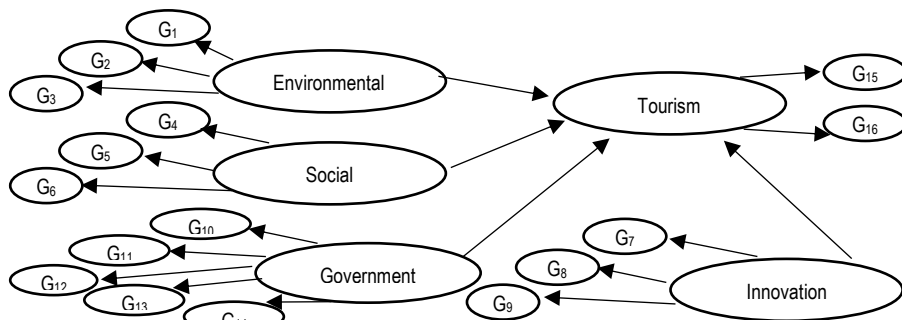 G1
G2
G3
Environmental
G15
Tourism
G16
G4
G5
Social
G6
G10
G11
G12
G13
Government
G7
G8
G9
Innovation